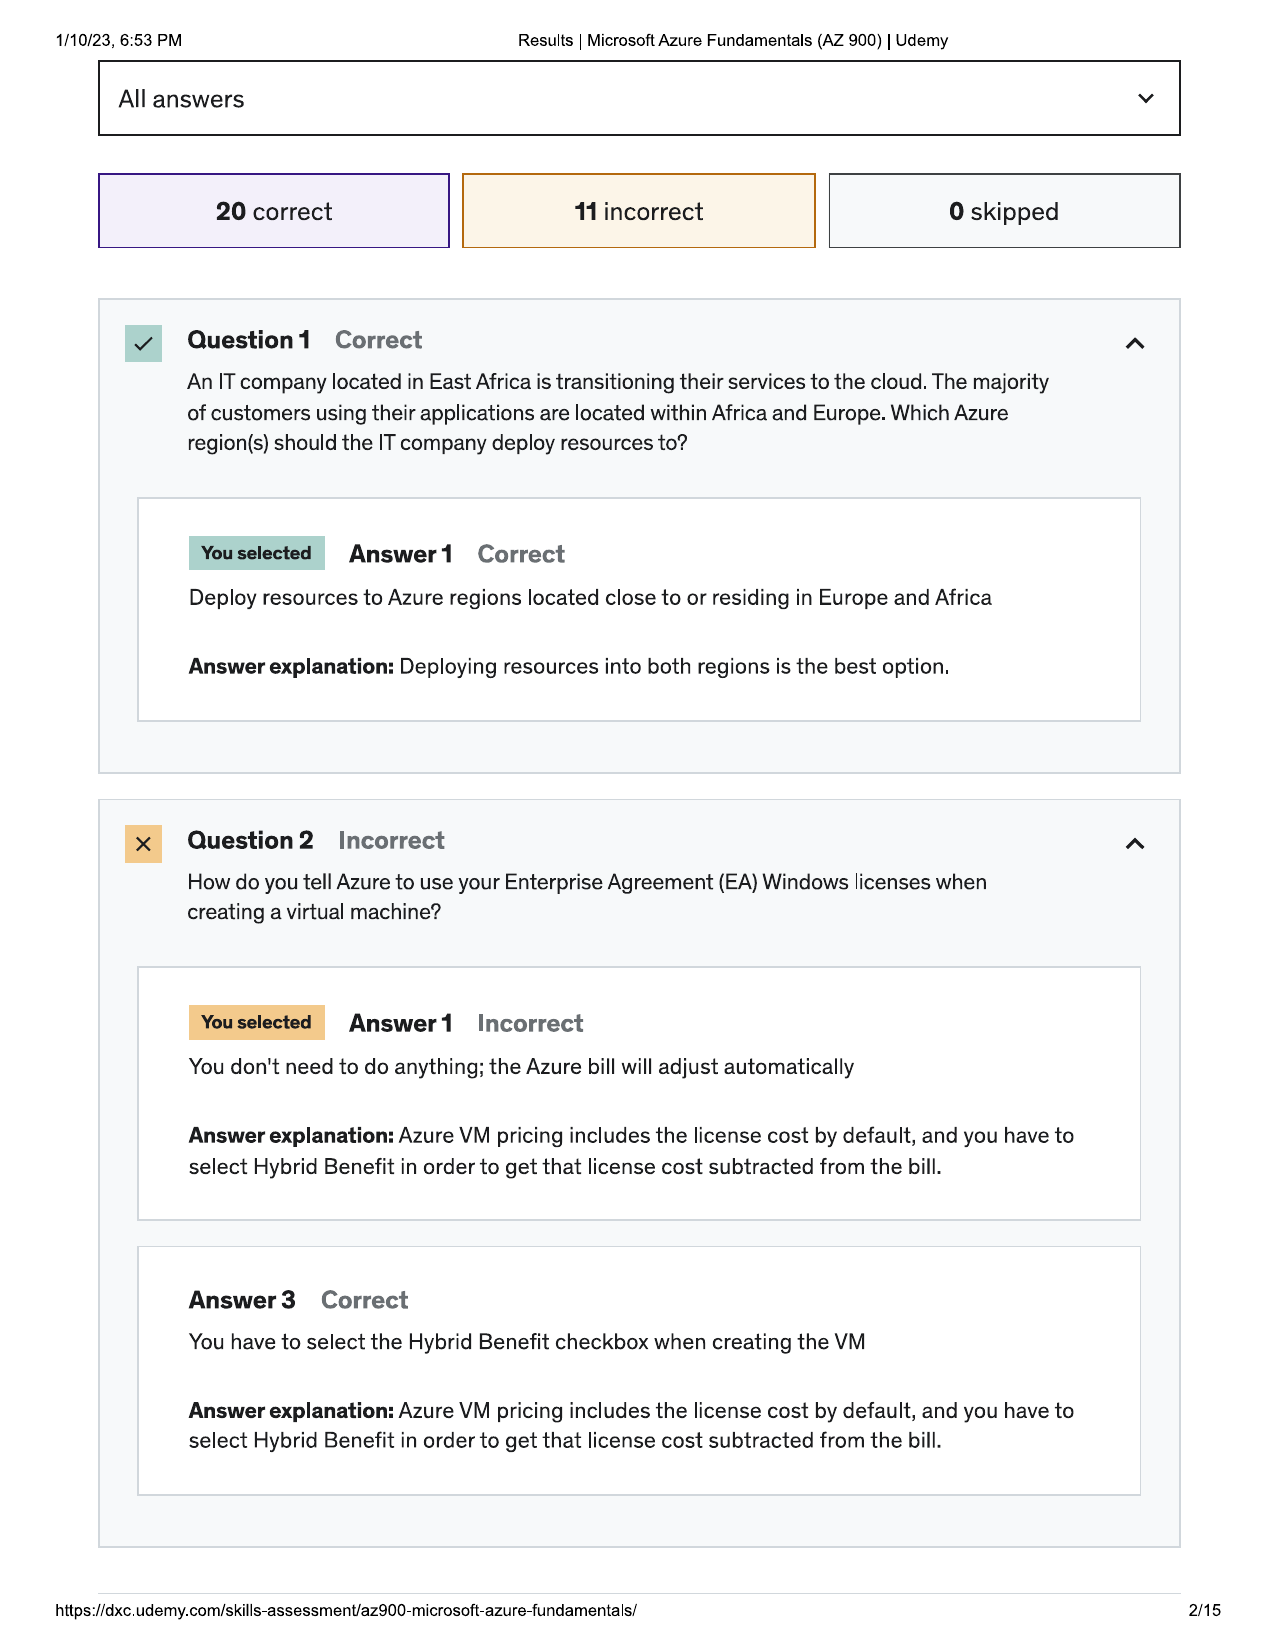 1/10/23, 6:53 PM
Results | Microsoft Azure Fundamentals (AZ 900) | Udemy
All answers
20 correct
11 incorrect
0 skipped
Question 1 Correct
An IT company located in East Africa is transitioning their services to the cloud. The majority
of customers using their applications are located within Africa and Europe. Which Azure
region(s) should the IT company deploy resources to?
You selected Answer 1 Correct
Deploy resources to Azure regions located close to or residing in Europe and Africa
Answer explanation: Deploying resources into both regions is the best option.
Question 2 Incorrect
How do you tell Azure to use your Enterprise Agreement (EA) Windows licenses when
creating a virtual machine?
You selected Answer 1 Incorrect
You don't need to do anything; the Azure bill will adjust automatically
Answer explanation: Azure VM pricing includes the license cost by default, and you have to
select Hybrid Benefit in order to get that license cost subtracted from the bill.
Answer 3 Correct
You have to select the Hybrid Benefit checkbox when creating the VM
Answer explanation: Azure VM pricing includes the license cost by default, and you have to
select Hybrid Benefit in order to get that license cost subtracted from the bill.
https://dxc.udemy.com/skills-assessment/az900-microsoft-azure-fundamentals/
2/15